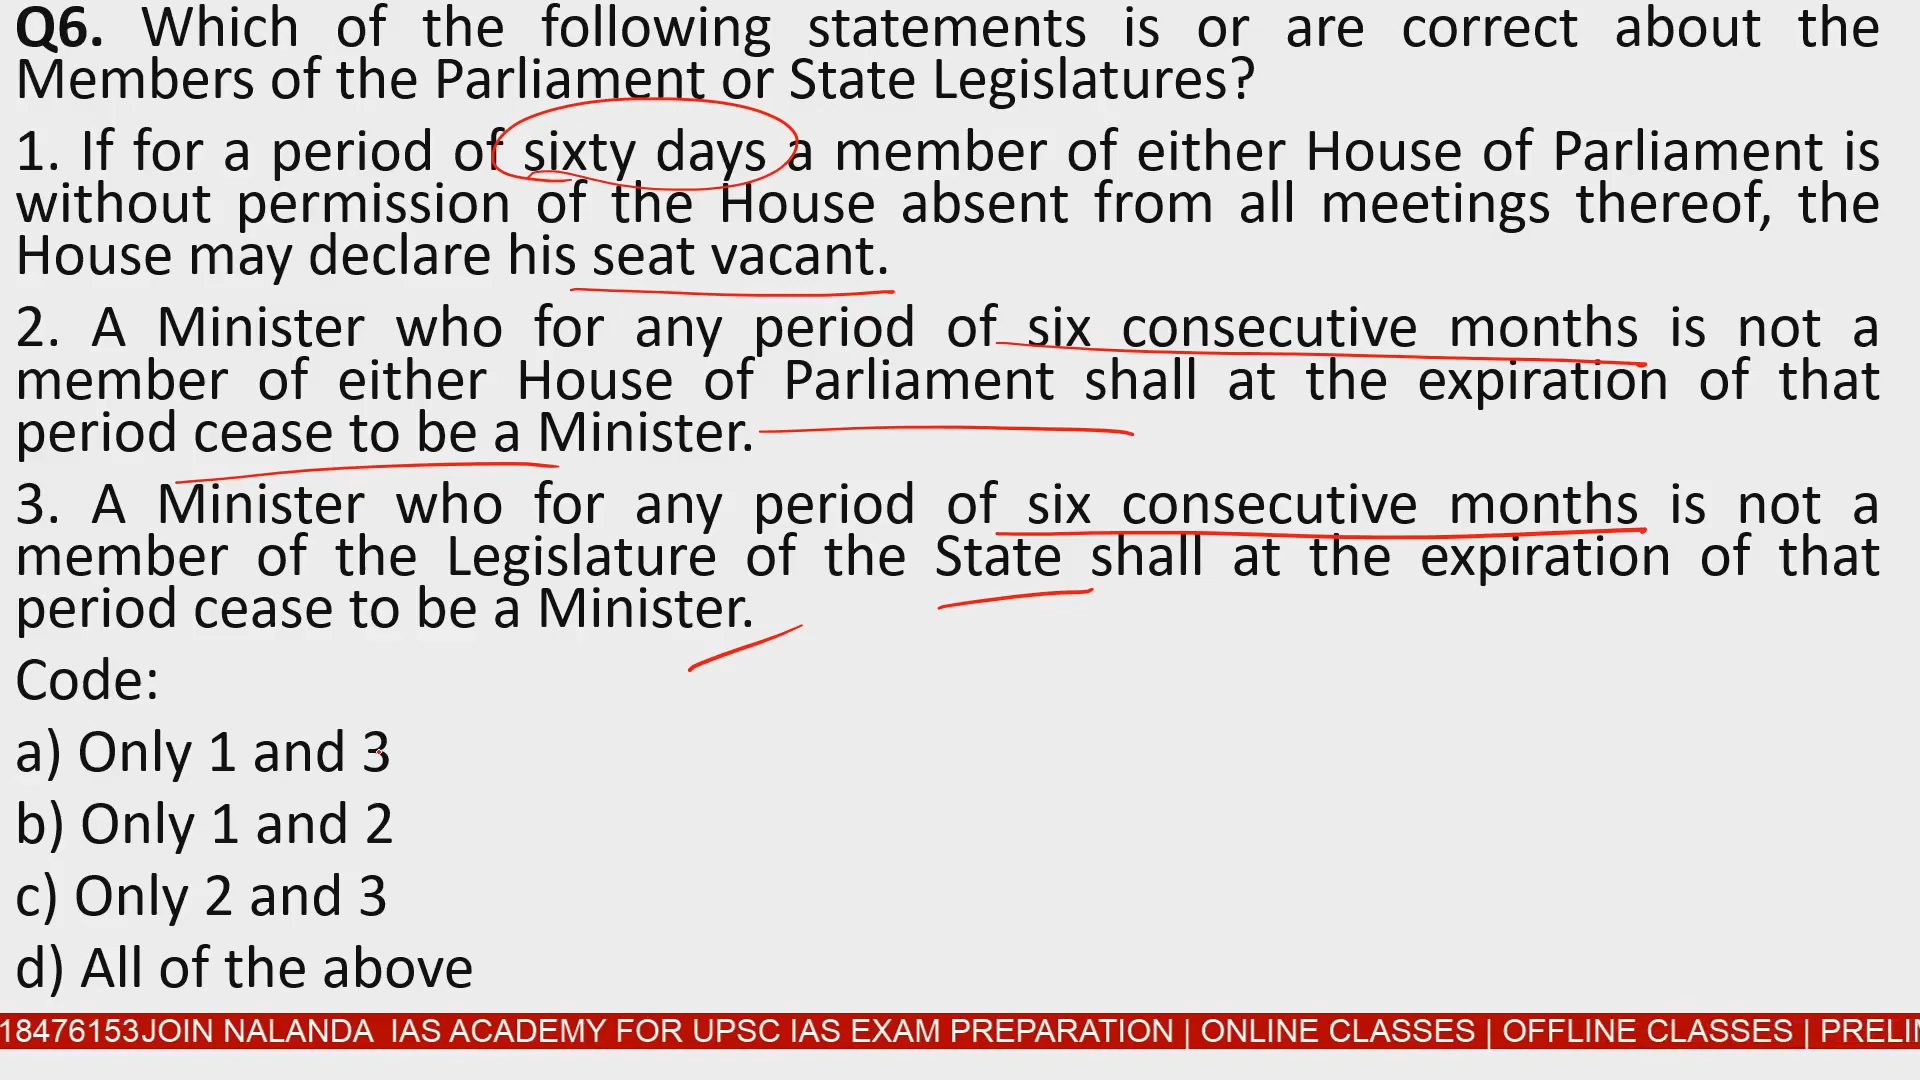 Q6. Which of the following statements is or are correct about the
Members of the Parliament or State Legislatures?
1. If for a period of sixty days a member of either House of Parliament is
without permission of the House absent from all meetings thereof, the
House may declare his seat vacant.
2. A Minister who for any period of six consecutive months is not a
member of either House of Parliament shall at the expiration of that
period cease to be a Minister.
3. A Minister who for any period of six consecutive months is not a
member of the Legislature of the State shall at the expiration of that
period cease to be a Minister.
Code:
a) Only 1 and 3
b) Only 1 and 2
c) Only 2 and 3
d) All of the above
18476153JOIN NALANDA  IAS ACADEMY FOR UPSC IAS EXAM PREPARATION | ONLINE CLASSES | OFFLINE CLASSES |